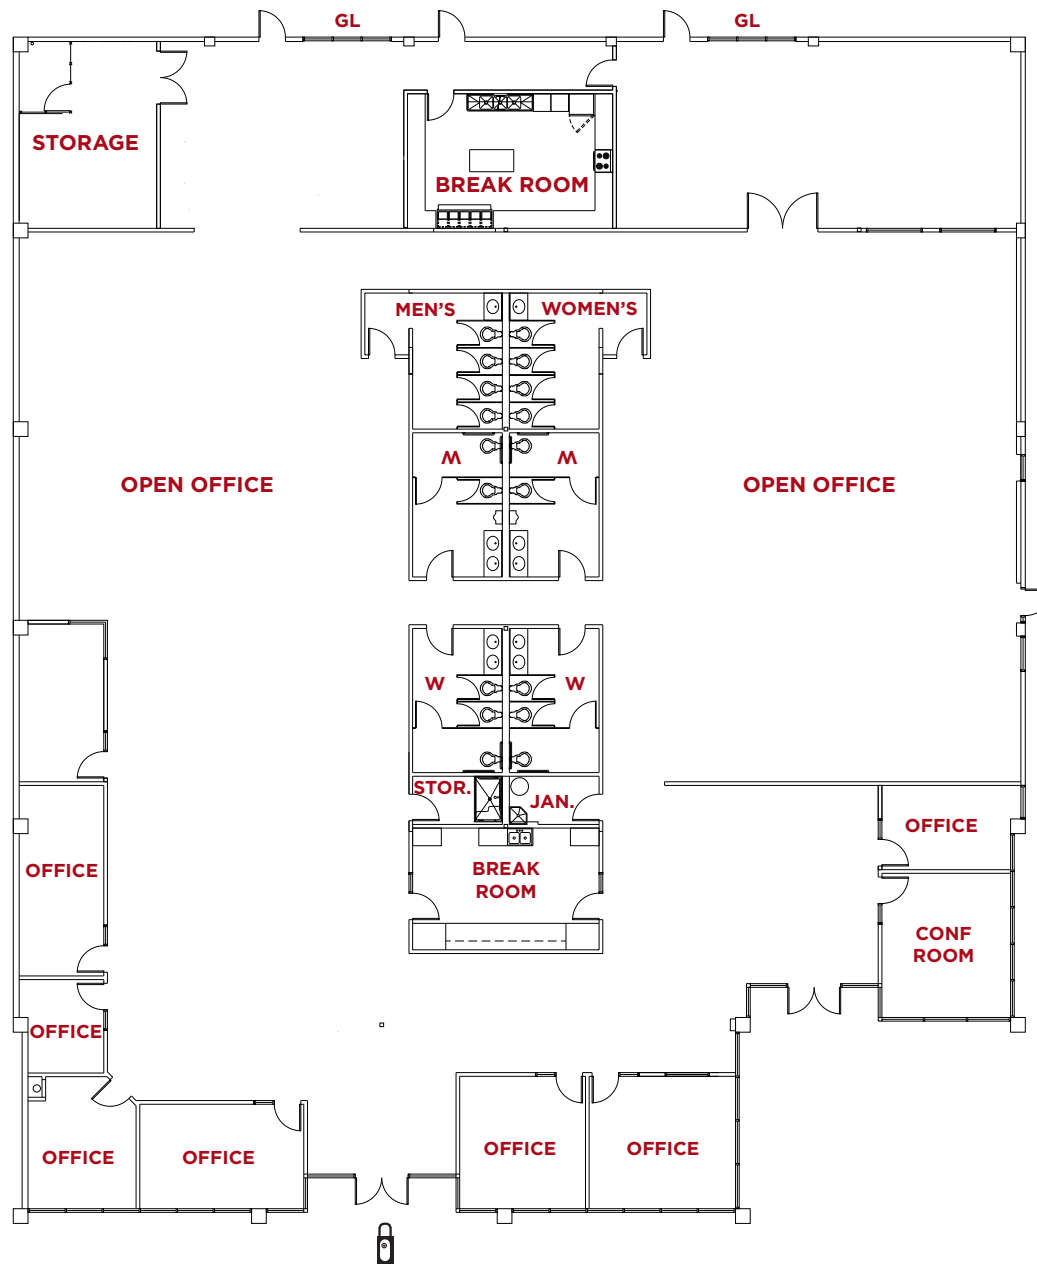 GL
GL
STORAGE
BREAK ROOM
MEN'S
WOMEN'S
M
M
OPEN OFFICE
OPEN OFFICE
W
W
STOR.
JAN.
OFFICE
BREAK
ROOM
OFFICE
CONF
ROOM
OFFICE
OFFICE
OFFICE
OFFICE
OFFICE